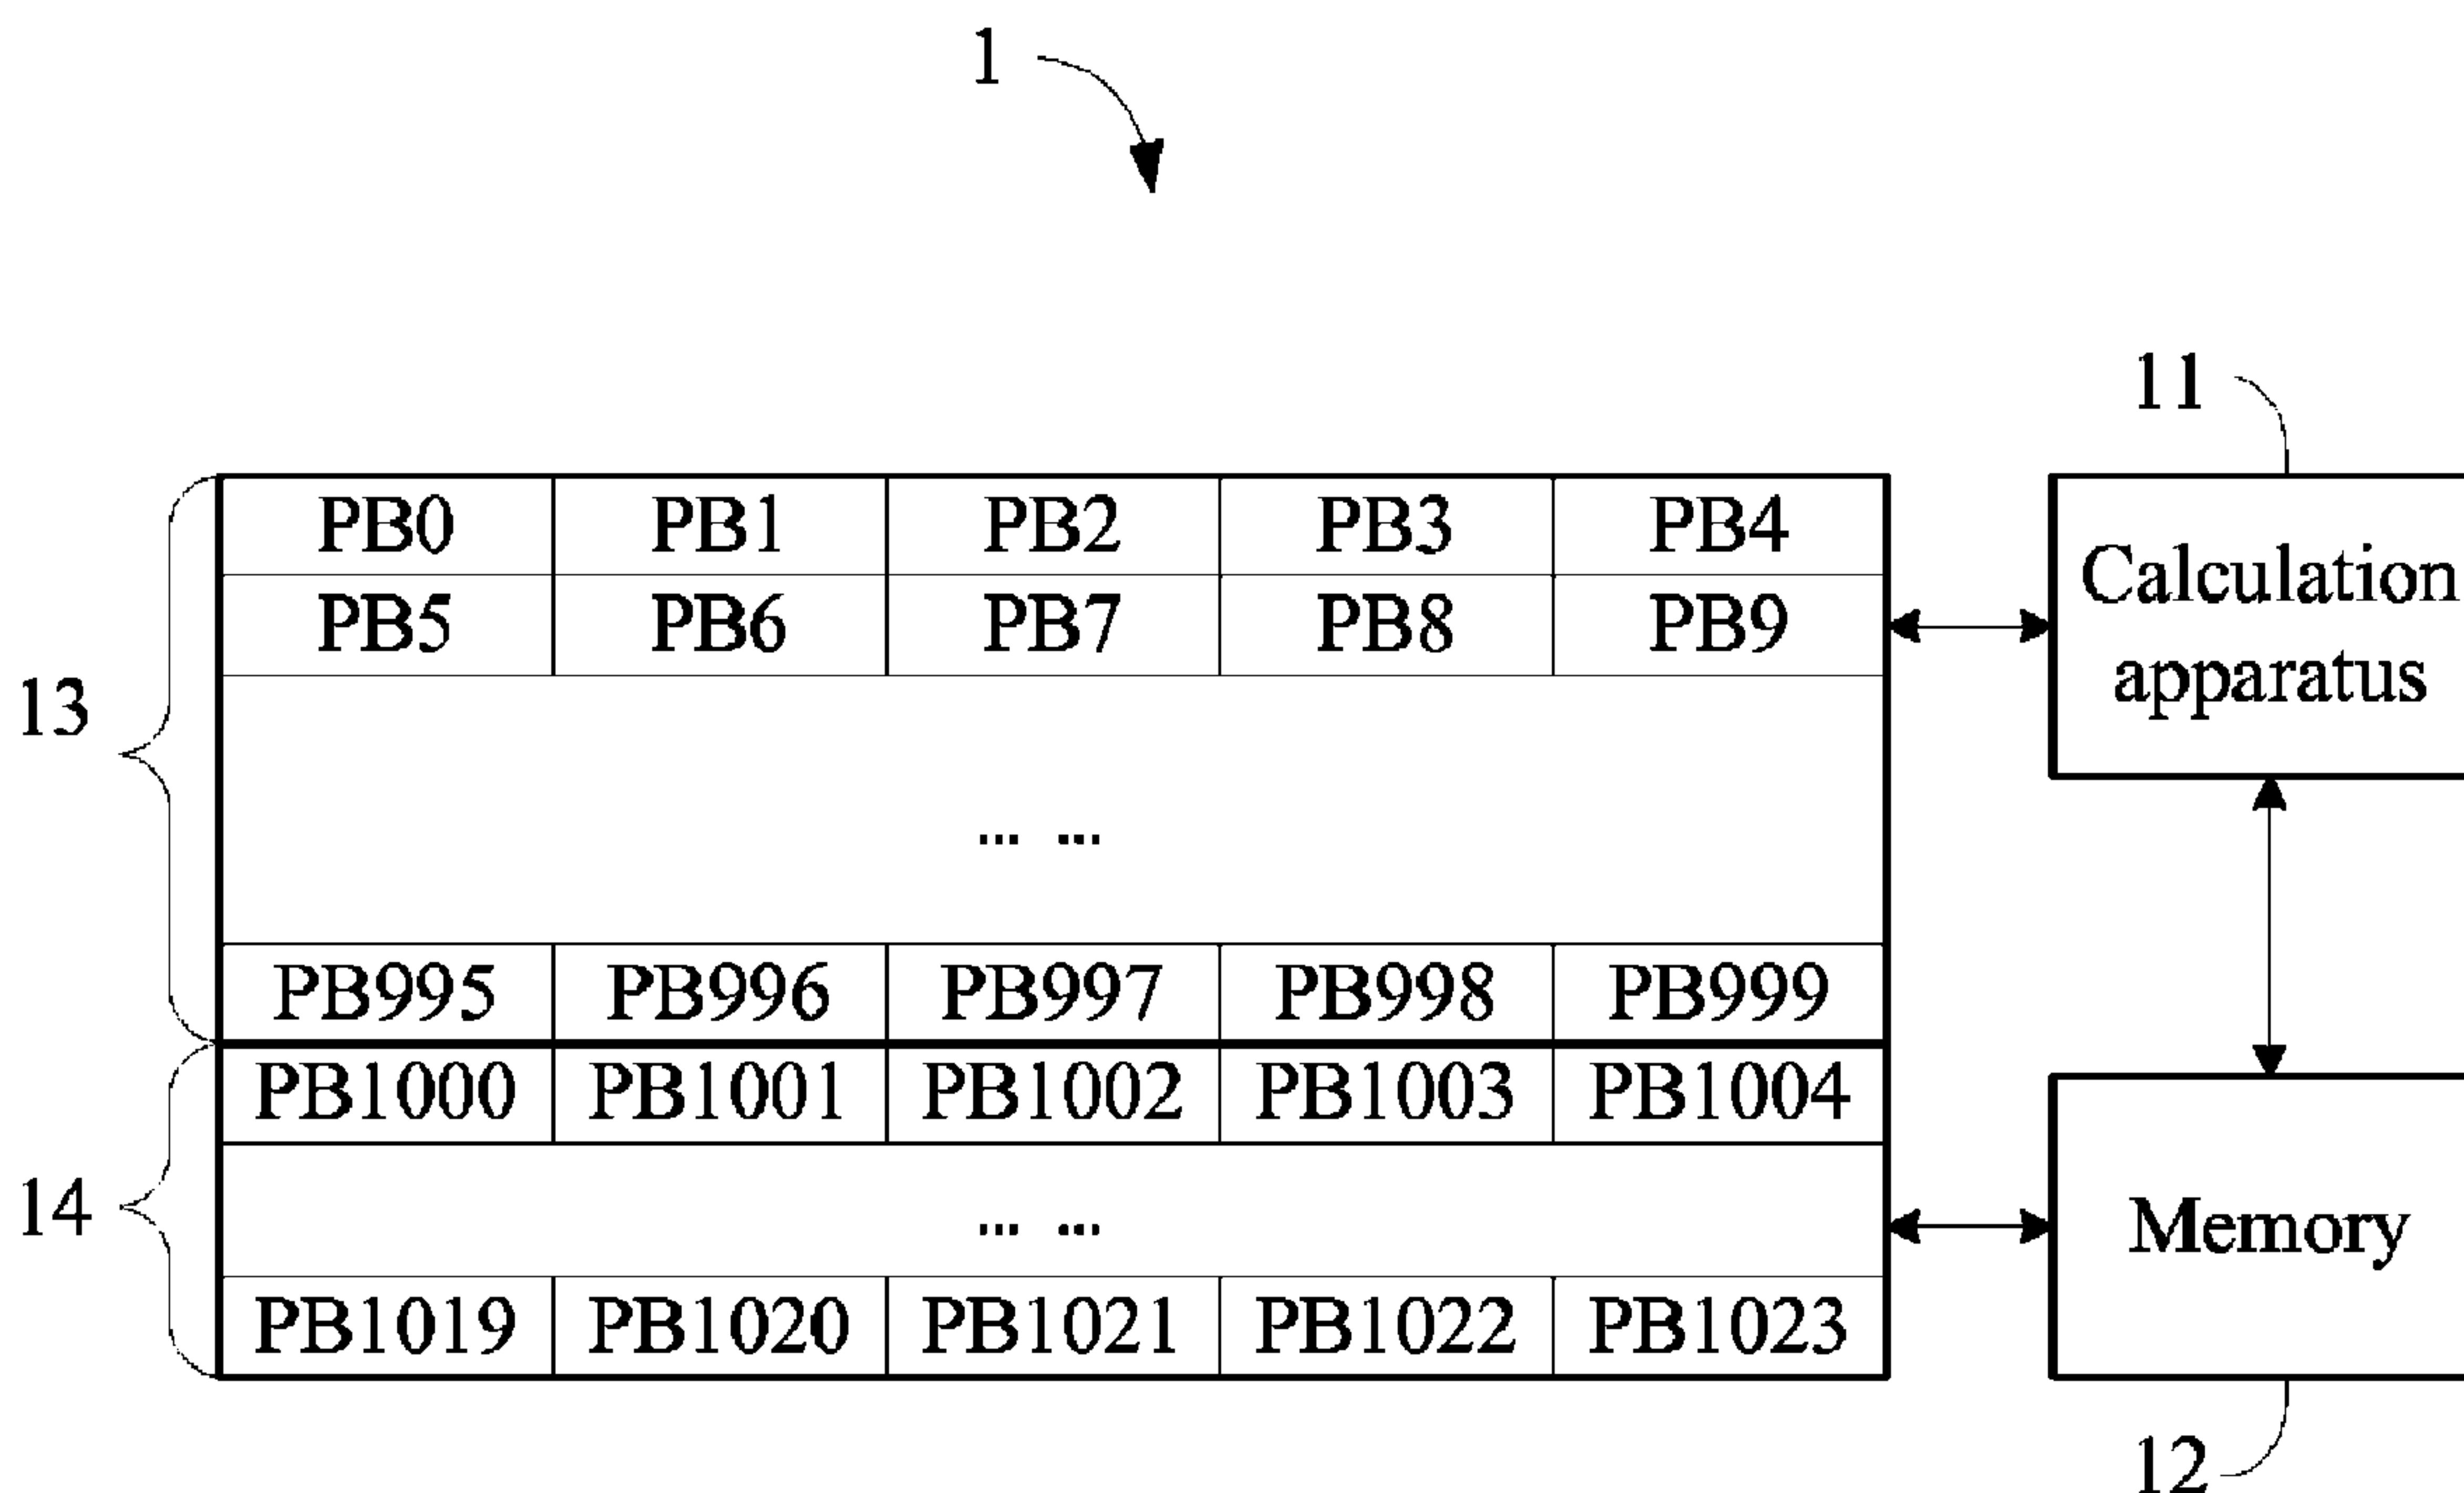 1
11
PB0 PB1 PB2 PB3 PB4
PB5 PB6 PB7 PB8 PB9
Calculation
apparatus
13
... ...
PB995 PB996 PB997 PB998 PB999
PB1000 PB1001 PB1002 PB1003 PB1004
14
... ...
Memory
PB1019 PB1020 PB1021 PB1022 PB1023
12